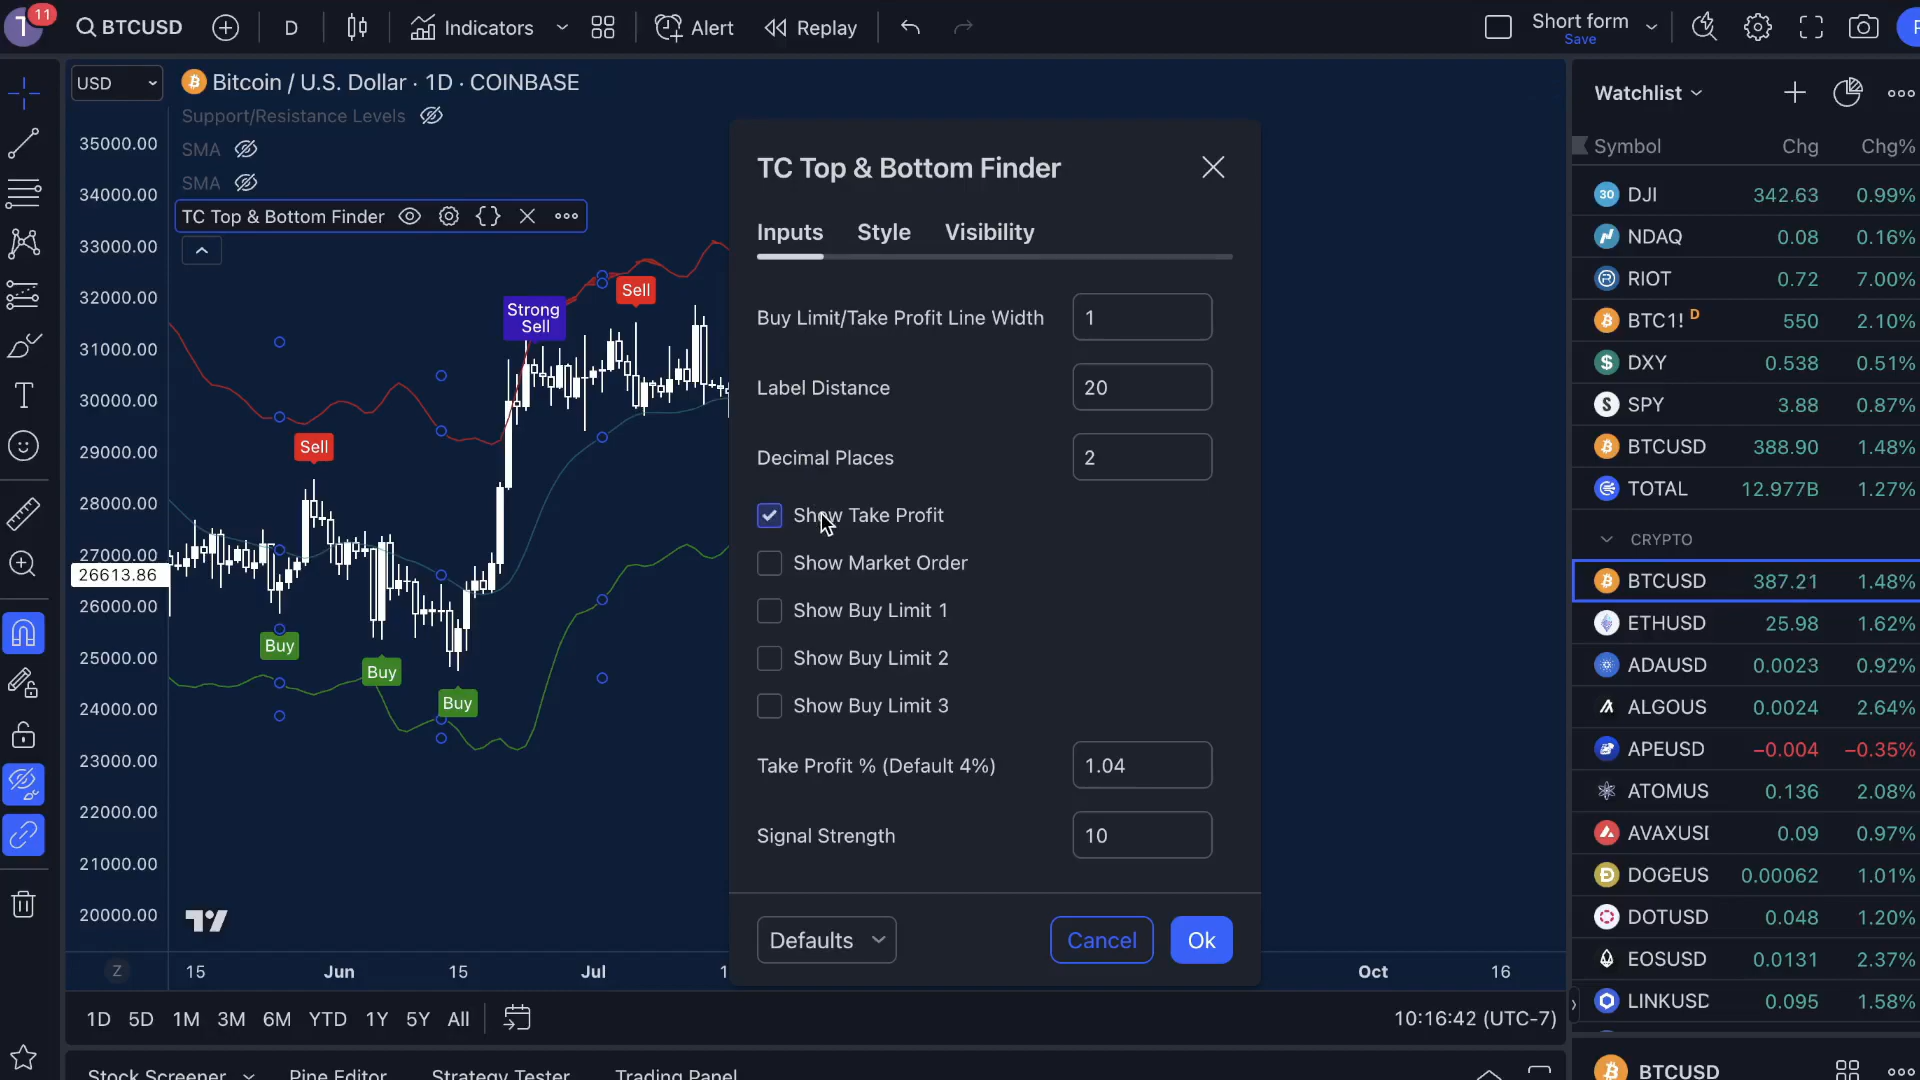 T 11 BTCUSD D Indicators Alert Replay Short form
Save
USD Bitcoin / U.S. Dollar · 1D · COINBASE
Support/Resistance Levels
SMA
SMA
TC Top & Bottom Finder
35000.00
34000.00
33000.00
32000.00
31000.00
30000.00
29000.00
28000.00
27000.00
26613.86
26000.00
25000.00
24000.00
23000.00
22000.00
21000.00
20000.00
Strong
Sell
Sell
Sell
Buy
Buy
Buy
Z 15 Jun 15 Jul 1 Oct 16
1D 5D 1M 3M 6M YTD 1Y 5Y All
10:16:42 (UTC-7)
Stock Screener Pine Editor Strategy Tester Trading Panel
TC Top & Bottom Finder
Inputs Style Visibility
Buy Limit/Take Profit Line Width 1
Label Distance 20
Decimal Places 2
Show Take Profit
Show Market Order
Show Buy Limit 1
Show Buy Limit 2
Show Buy Limit 3
Take Profit % (Default 4%) 1.04
Signal Strength 10
Defaults Cancel Ok
Watchlist
Symbol Chg Chg%
30 DJI 342.63 0.99%
NDAQ 0.08 0.16%
RIOT 0.72 7.00%
BTC1! D 550 2.10%
DXY 0.538 0.51%
SPY 3.88 0.87%
BTCUSD 388.90 1.48%
TOTAL 12.977B 1.27%
CRYPTO
BTCUSD 387.21 1.48%
ETHUSD 25.98 1.62%
ADAUSD 0.0023 0.92%
ALGOUS 0.0024 2.64%
APEUSD −0.004 −0.35%
ATOMUS 0.136 2.08%
AVAXUSI 0.09 0.97%
DOGEUS 0.00062 1.01%
DOTUSD 0.048 1.20%
EOSUSD 0.0131 2.37%
LINKUSD 0.095 1.58%
BTCUSD